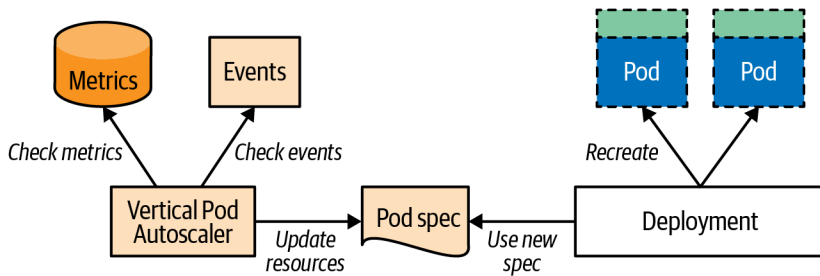 Metrics
Events
Pod
Pod
Check metrics
Check events
Recreate
Vertical Pod
Autoscaler
Update
resources
Pod spec
Use new
spec
Deployment